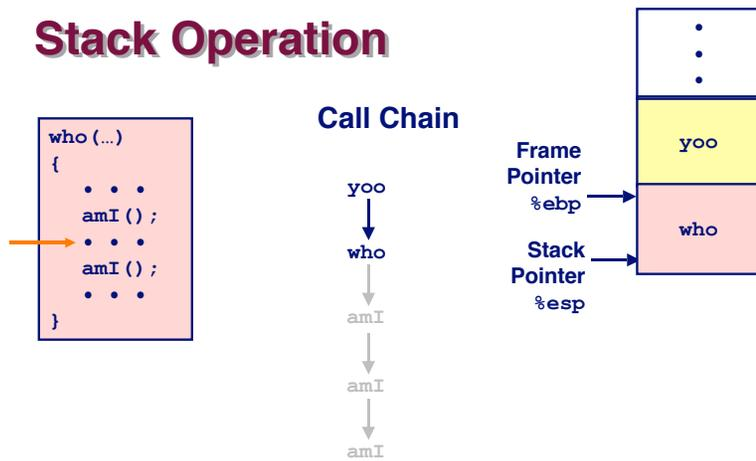 Stack Operation
who(…)
{
• • •
amI();
• • •
amI();
• • •
}
Call Chain
yoo
who
amI
amI
amI
Frame
Pointer
%ebp
Stack
Pointer
%esp
•
•
•
yoo
who